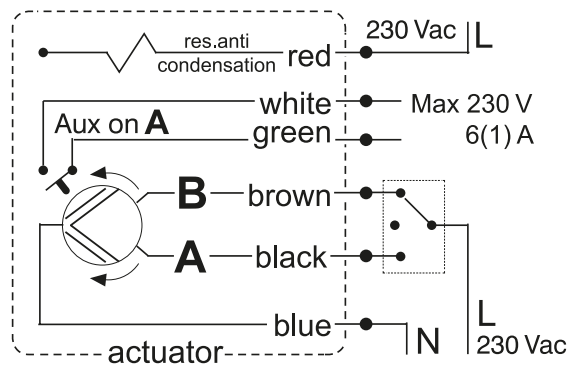 230 Vac L
res.anti
condensation
red
white
Max 230 V
Aux on A
green
6(1) A
B brown
A black
L
blue
N
230 Vac
actuator